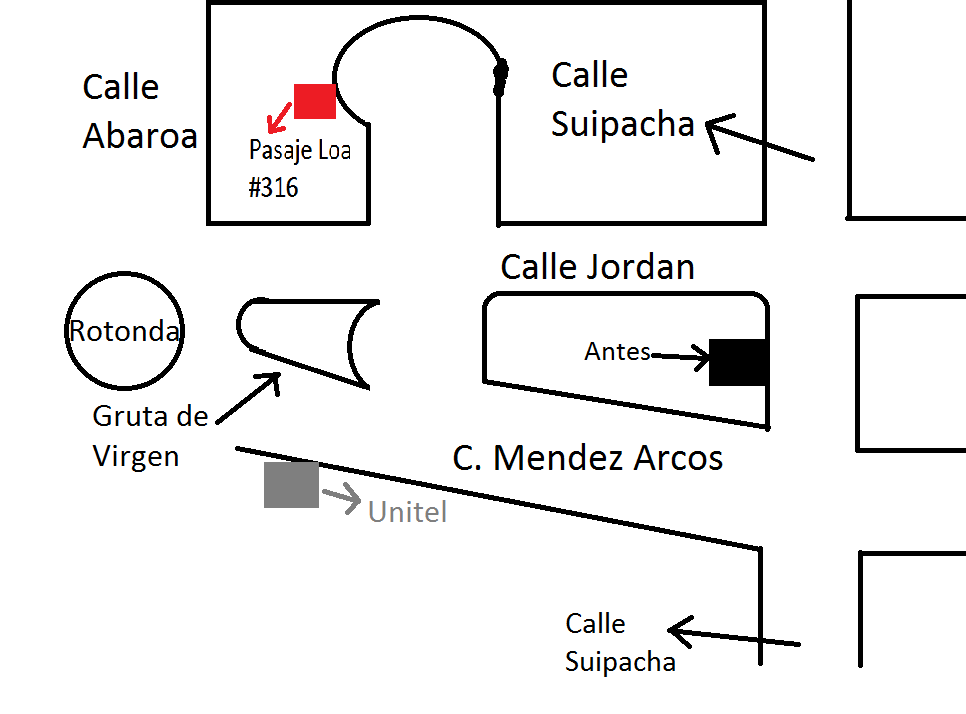 Calle
Abaroa
Calle
Suipacha
Pasaje Loa
#316
Calle Jordan
Rotonda
Antes
Gruta de
Virgen
C. Mendez Arcos
Unitel
Calle
Suipacha